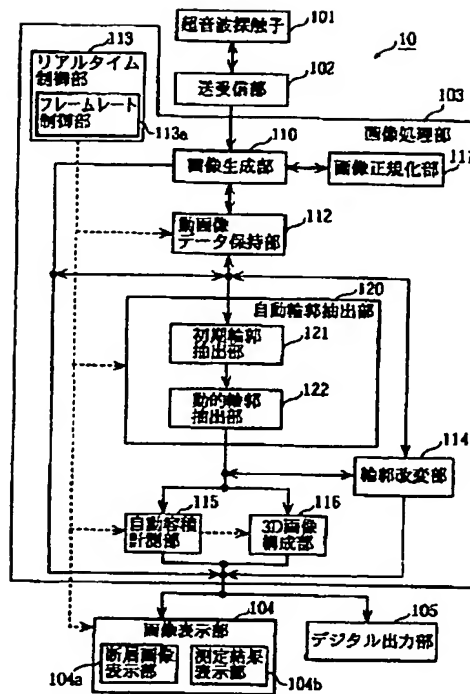 113
リアルタイム
制御部
フレームレート
制御部
113a
超音波探触子
101
10
送受信部
102
103
画像処理部
110
画像生成部
画像正規化部
動画像
データ保持部
112
120
自動輪郭抽出部
初期輪郭
抽出部
121
動的輪郭
抽出部
122
114
輪郭改変部
115
自動容積
計測部
116
3D画像
構成部
104
画像表示部
断層画像
表示部
104a
測定結果
表示部
104b
105
デジタル出力部